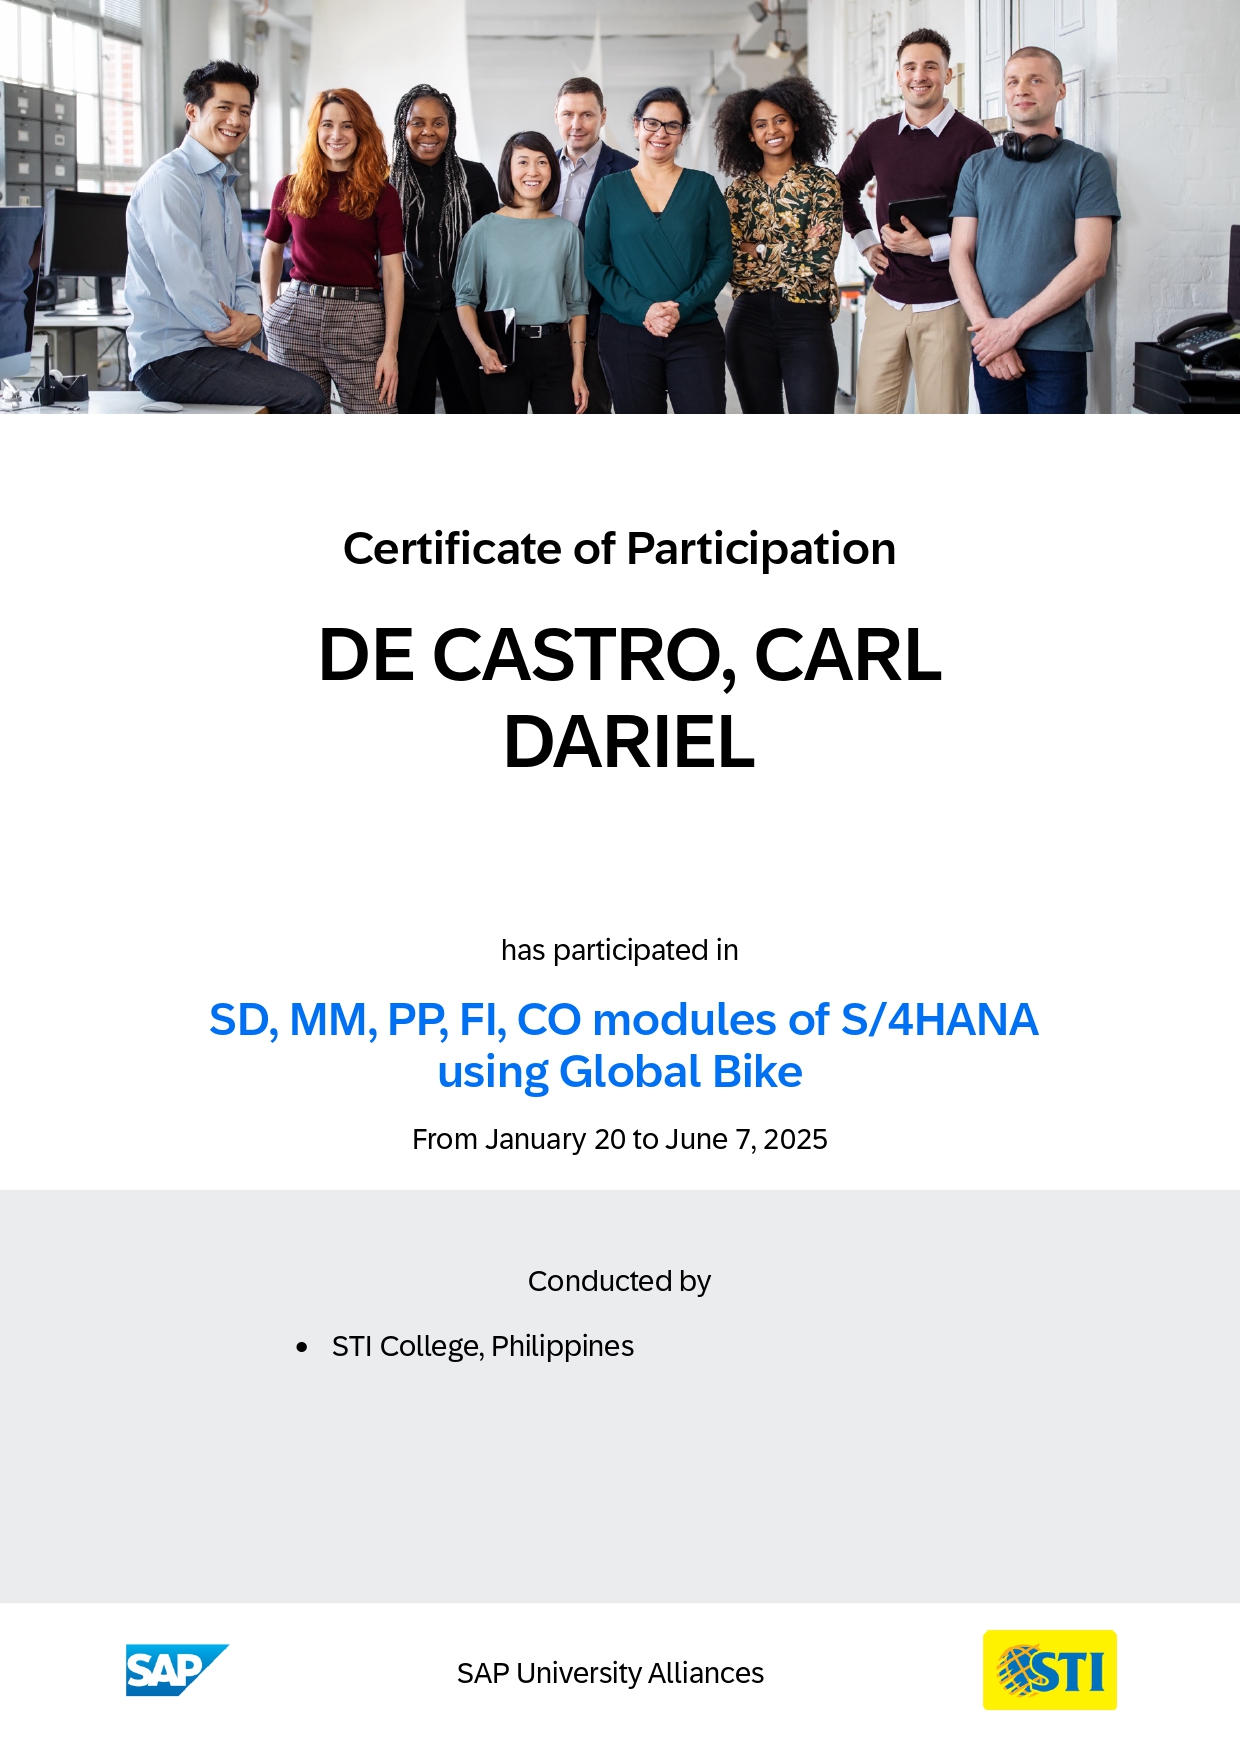 Certificate of Participation
DE CASTRO, CARL
DARIEL
has participated in
SD, MM, PP, FI, CO modules of S/4HANA
using Global Bike
From January 20 to June 7, 2025
Conducted by
• STI College, Philippines
SAP
SAP University Alliances
STI